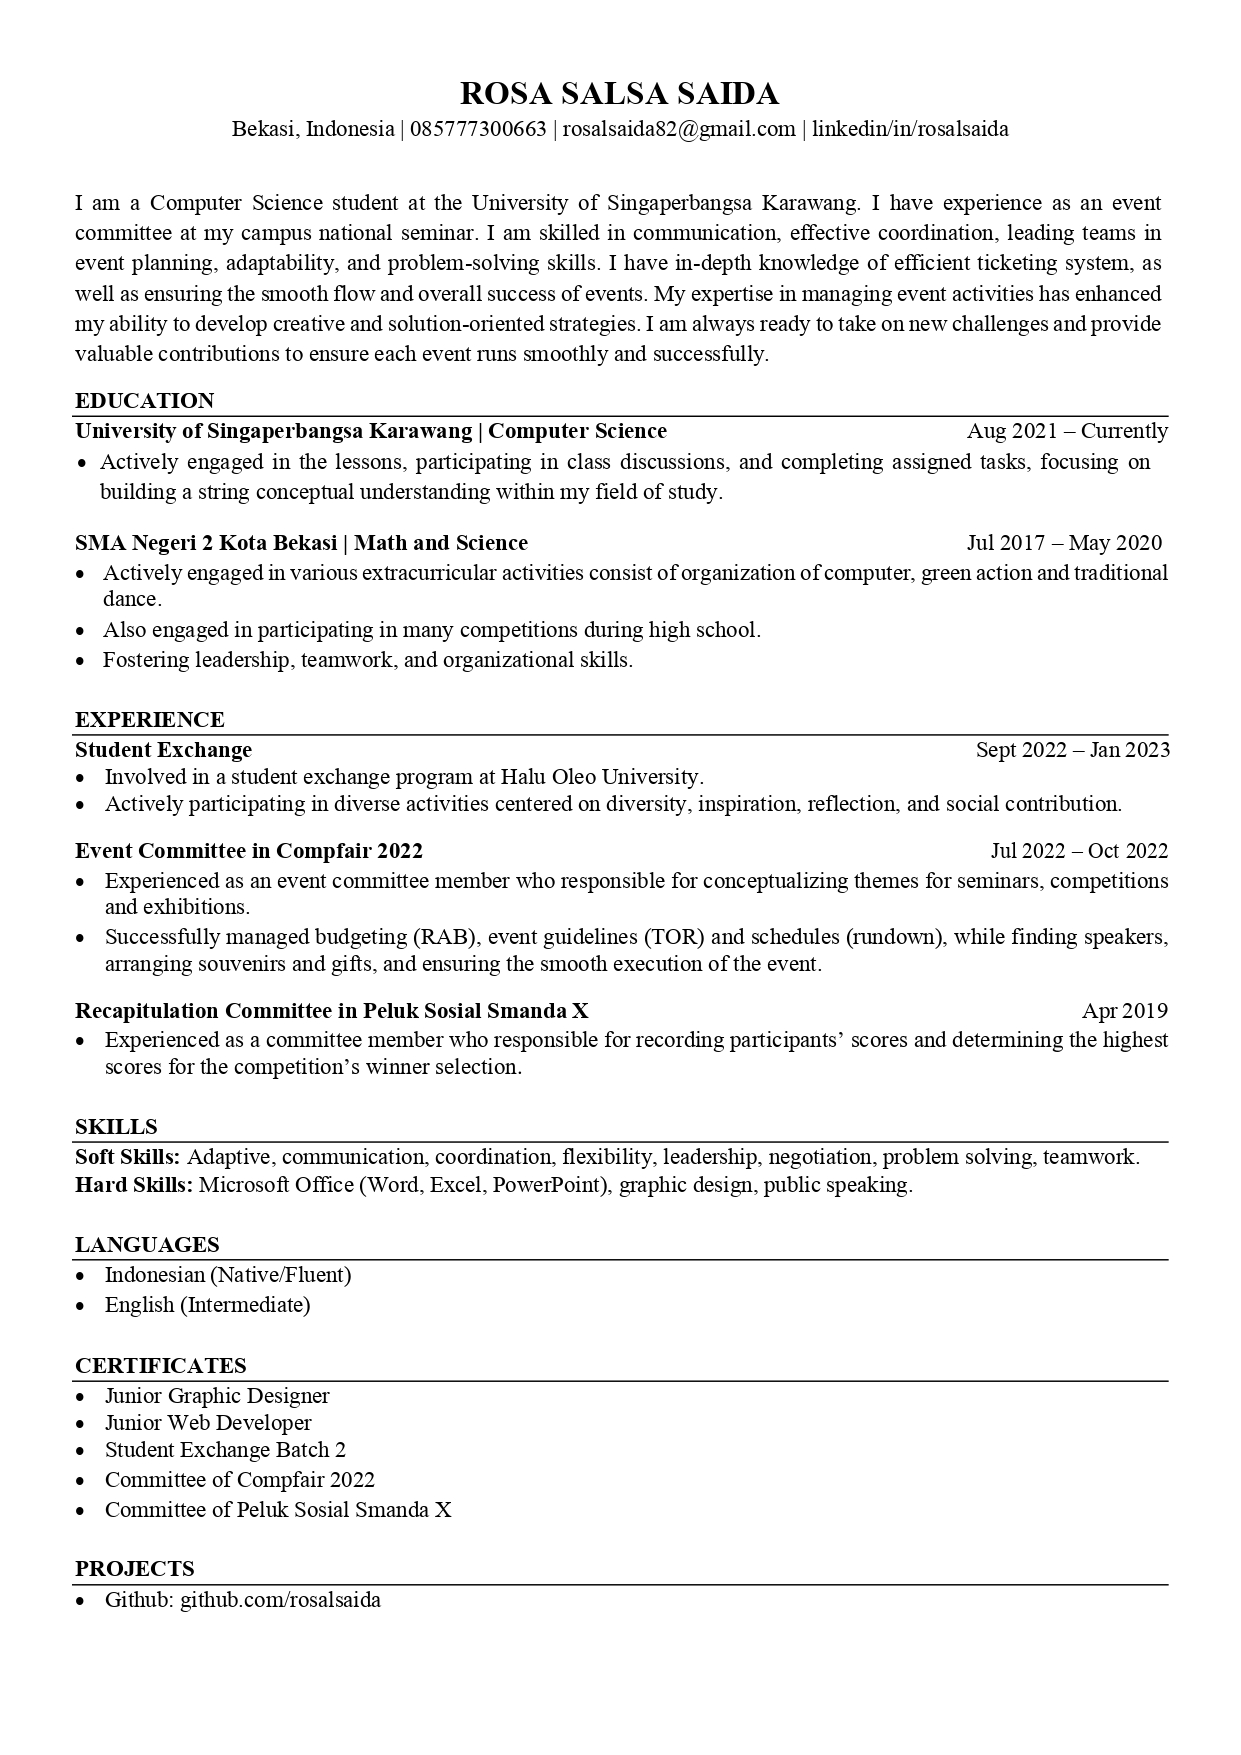 ROSA SALSA SAIDA
Bekasi, Indonesia | 085777300663 | rosalsaida82@gmail.com | linkedin/in/rosalsaida
I am a Computer Science student at the University of Singaperbangsa Karawang. I have experience as an event
committee at my campus national seminar. I am skilled in communication, effective coordination, leading teams in
event planning, adaptability, and problem-solving skills. I have in-depth knowledge of efficient ticketing system, as
well as ensuring the smooth flow and overall success of events. My expertise in managing event activities has enhanced
my ability to develop creative and solution-oriented strategies. I am always ready to take on new challenges and provide
valuable contributions to ensure each event runs smoothly and successfully.
EDUCATION
University of Singaperbangsa Karawang | Computer Science Aug 2021 – Currently
• Actively engaged in the lessons, participating in class discussions, and completing assigned tasks, focusing on
building a string conceptual understanding within my field of study.
SMA Negeri 2 Kota Bekasi | Math and Science Jul 2017 – May 2020
• Actively engaged in various extracurricular activities consist of organization of computer, green action and traditional
dance.
• Also engaged in participating in many competitions during high school.
• Fostering leadership, teamwork, and organizational skills.
EXPERIENCE
Student Exchange Sept 2022 – Jan 2023
• Involved in a student exchange program at Halu Oleo University.
• Actively participating in diverse activities centered on diversity, inspiration, reflection, and social contribution.
Event Committee in Compfair 2022 Jul 2022 – Oct 2022
• Experienced as an event committee member who responsible for conceptualizing themes for seminars, competitions
and exhibitions.
• Successfully managed budgeting (RAB), event guidelines (TOR) and schedules (rundown), while finding speakers,
arranging souvenirs and gifts, and ensuring the smooth execution of the event.
Recapitulation Committee in Peluk Sosial Smanda X Apr 2019
• Experienced as a committee member who responsible for recording participants’ scores and determining the highest
scores for the competition’s winner selection.
SKILLS
Soft Skills: Adaptive, communication, coordination, flexibility, leadership, negotiation, problem solving, teamwork.
Hard Skills: Microsoft Office (Word, Excel, PowerPoint), graphic design, public speaking.
LANGUAGES
• Indonesian (Native/Fluent)
• English (Intermediate)
CERTIFICATES
• Junior Graphic Designer
• Junior Web Developer
• Student Exchange Batch 2
• Committee of Compfair 2022
• Committee of Peluk Sosial Smanda X
PROJECTS
• Github: github.com/rosalsaida